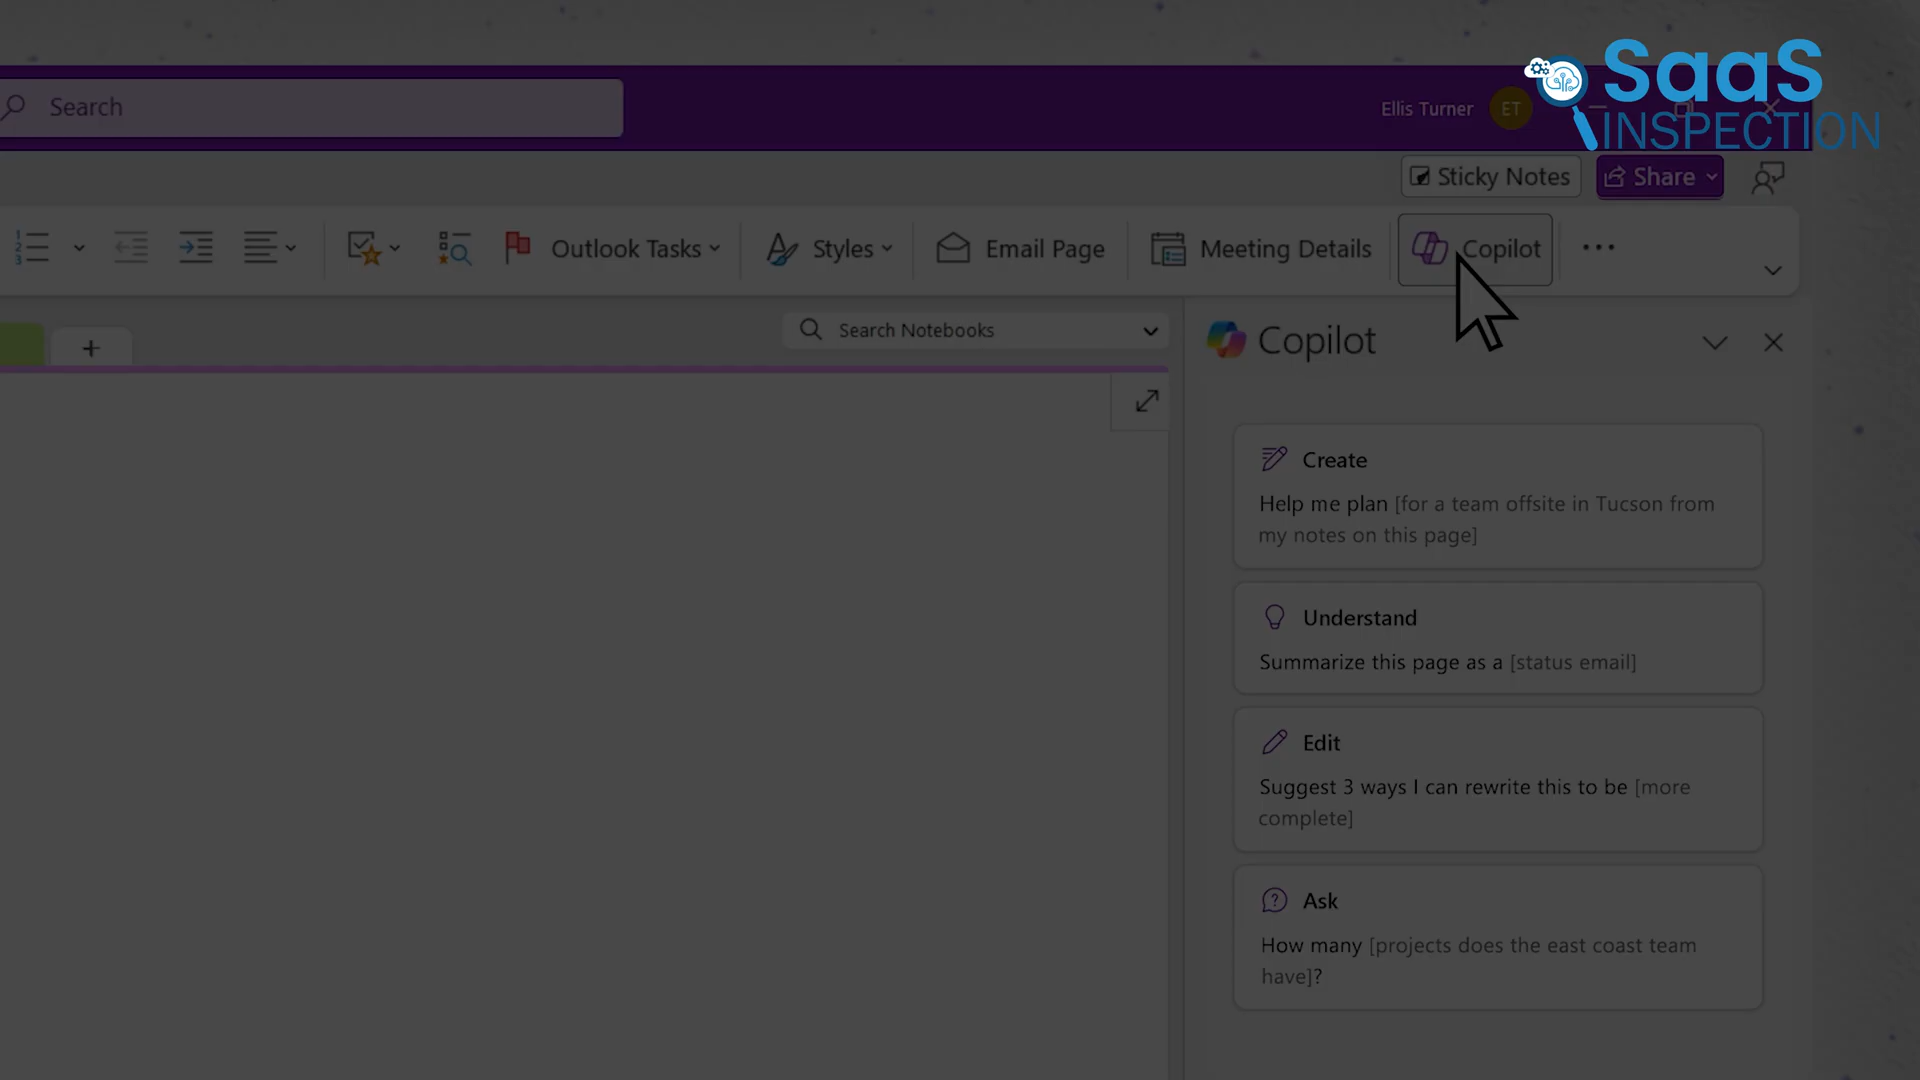 SaaS
INSPECTION
Search
Ellis Turner ET
Sticky Notes Share
1
2
3
Outlook Tasks Styles Email Page Meeting Details Copilot ...
+ Search Notebooks
Copilot
Create
Help me plan [for a team offsite in Tucson from
my notes on this page]
Understand
Summarize this page as a [status email]
Edit
Suggest 3 ways I can rewrite this to be [more
complete]
Ask
How many [projects does the east coast team
have]?